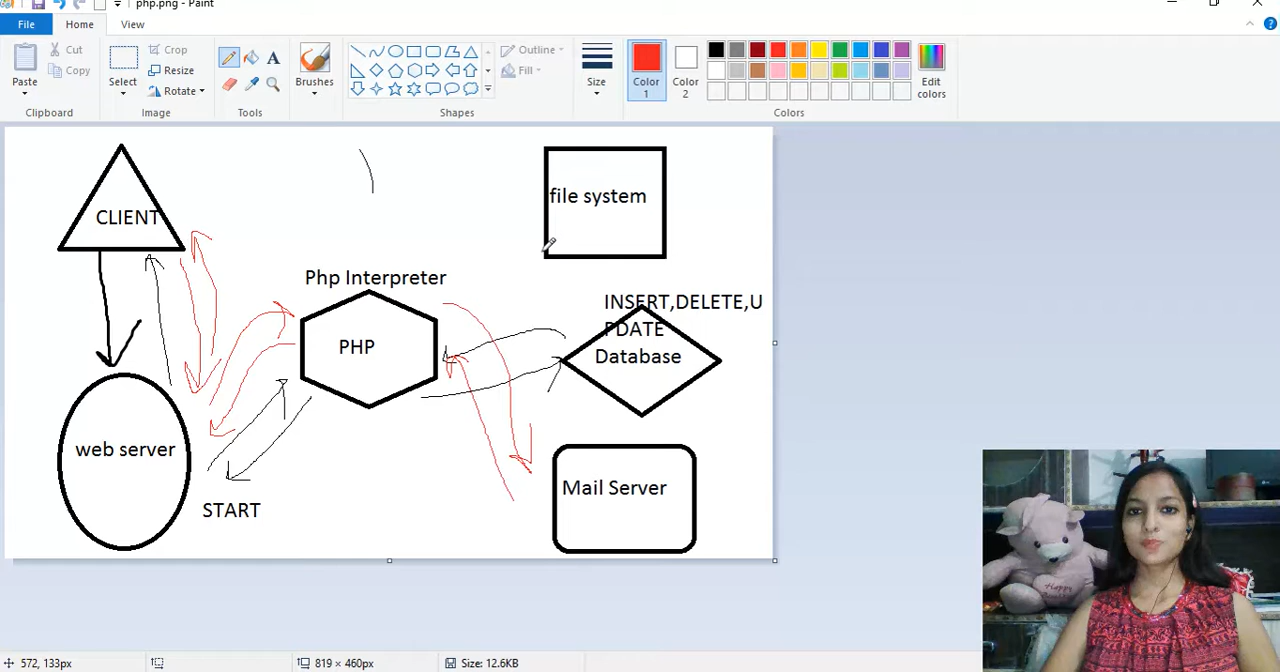 php.png - Paint
File
Home
View
Paste
Cut
Copy
Clipboard
Select
Crop
Resize
Rotate
Image
Tools
Brushes
Outline
Fill
Shapes
Size
Color
1
Color
2
Edit
colors
Colors
CLIENT
file system
Php Interpreter
INSERT,DELETE,U
PDATE
PHP
Database
web server
Mail Server
START
572, 133px
819 × 460px
Size: 12.6KB